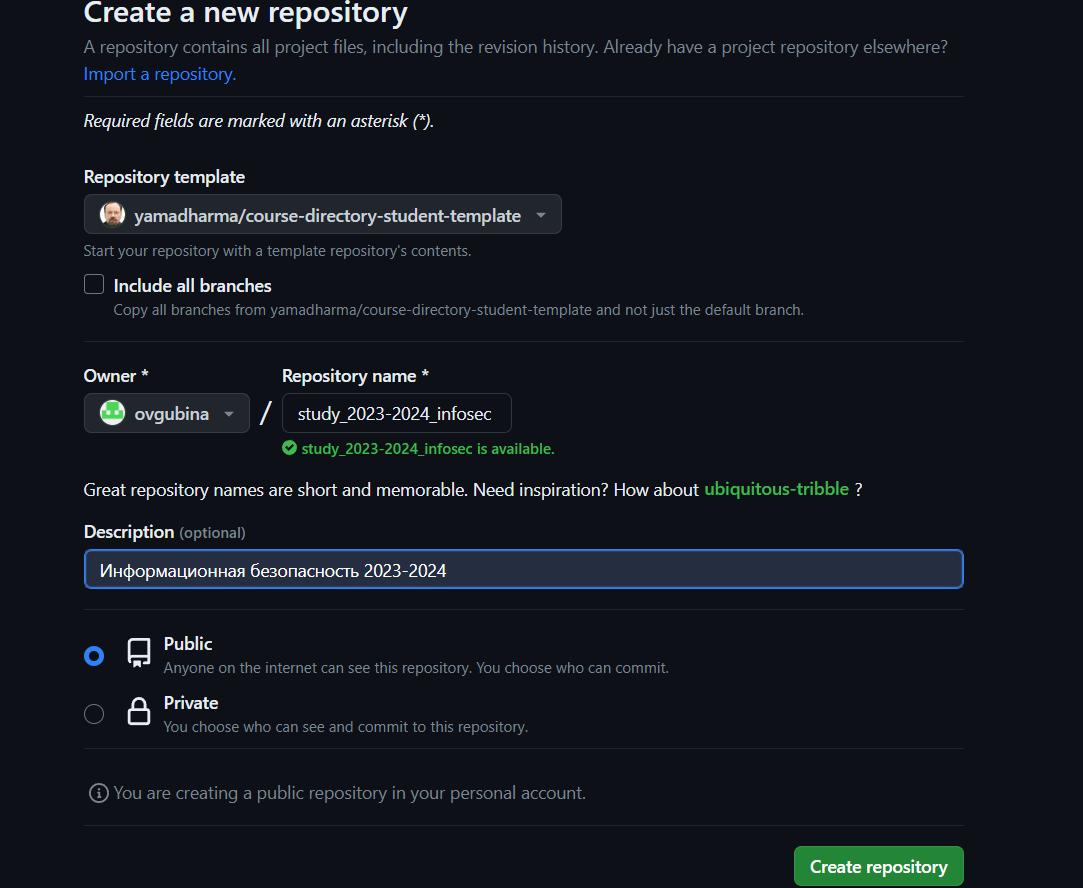 Create a new repository
A repository contains all project files, including the revision history. Already have a project repository elsewhere?
Import a repository.
Required fields are marked with an asterisk (*).
Repository template
yamadharma/course-directory-student-template
Start your repository with a template repository's contents.
Include all branches
Copy all branches from yamadharma/course-directory-student-template and not just the default branch.
Owner * Repository name *
ovgubina / study_2023-2024_infosec
study_2023-2024_infosec is available.
Great repository names are short and memorable. Need inspiration? How about ubiquitous-tribble ?
Description (optional)
Информационная безопасность 2023-2024
Public
Anyone on the internet can see this repository. You choose who can commit.
Private
You choose who can see and commit to this repository.
You are creating a public repository in your personal account.
Create repository